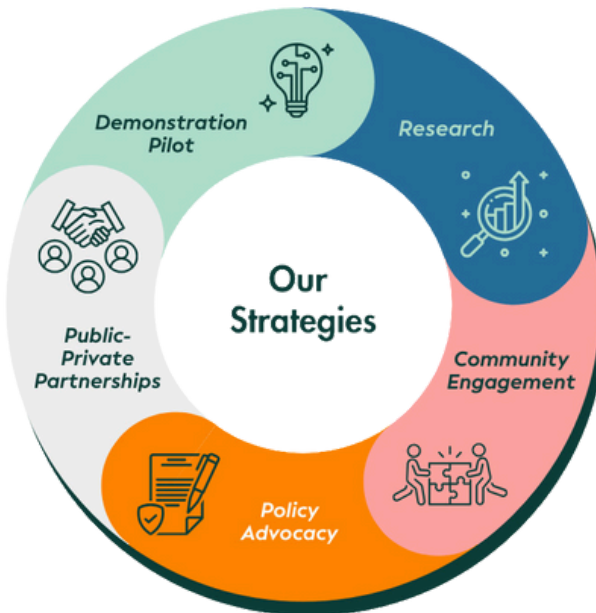 Demonstration
Pilot
Research
Our
Strategies
Public-
Private
Partnerships
Community
Engagement
Policy
Advocacy